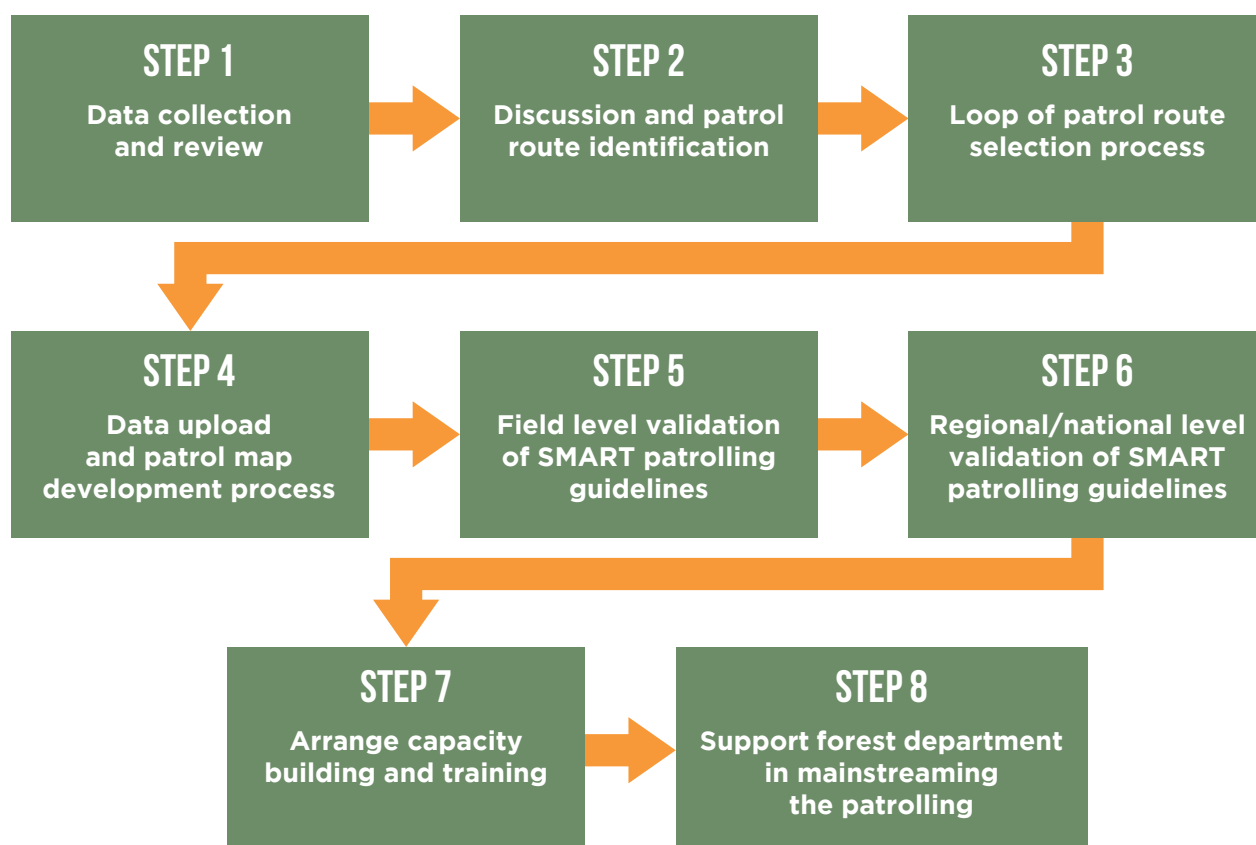 STEP 1
Data collection
and review
STEP 2
Discussion and patrol
route identification
STEP 3
Loop of patrol route
selection process
STEP 4
Data upload
and patrol map
development process
STEP 5
Field level validation
of SMART patrolling
guidelines
STEP 6
Regional/national level
validation of SMART
patrolling guidelines
STEP 7
Arrange capacity
building and training
STEP 8
Support forest department
in mainstreaming
the patrolling